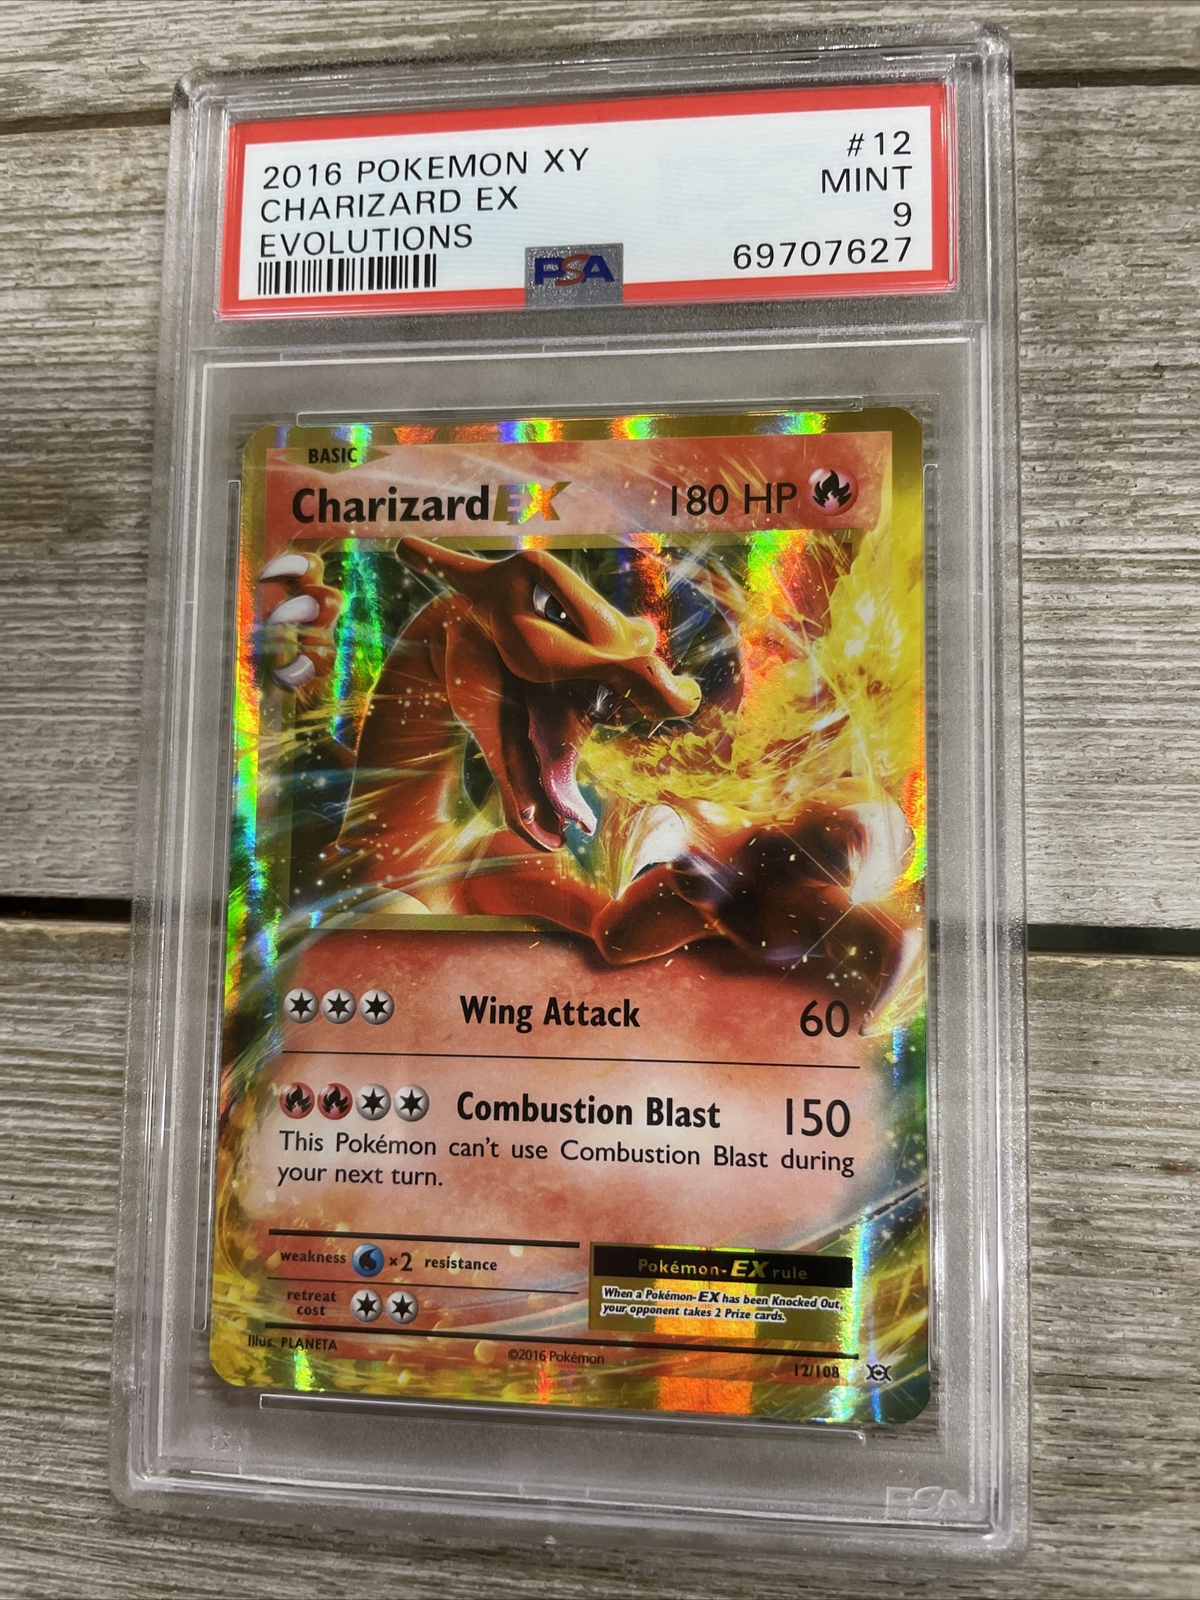 2016 POKEMON XY
CHARIZARD EX
EVOLUTIONS
#12
MINT
9
69707627
PSA
BASIC
Charizard EX 180 HP
Wing Attack 60
Combustion Blast 150
This Pokémon can't use Combustion Blast during
your next turn.
weakness ×2 resistance
retreat
cost
Pokémon-EX rule
When a Pokémon-EX has been Knocked Out,
your opponent takes 2 Prize cards.
Illus. PLANETA
©2016 Pokémon
12/108
PSA